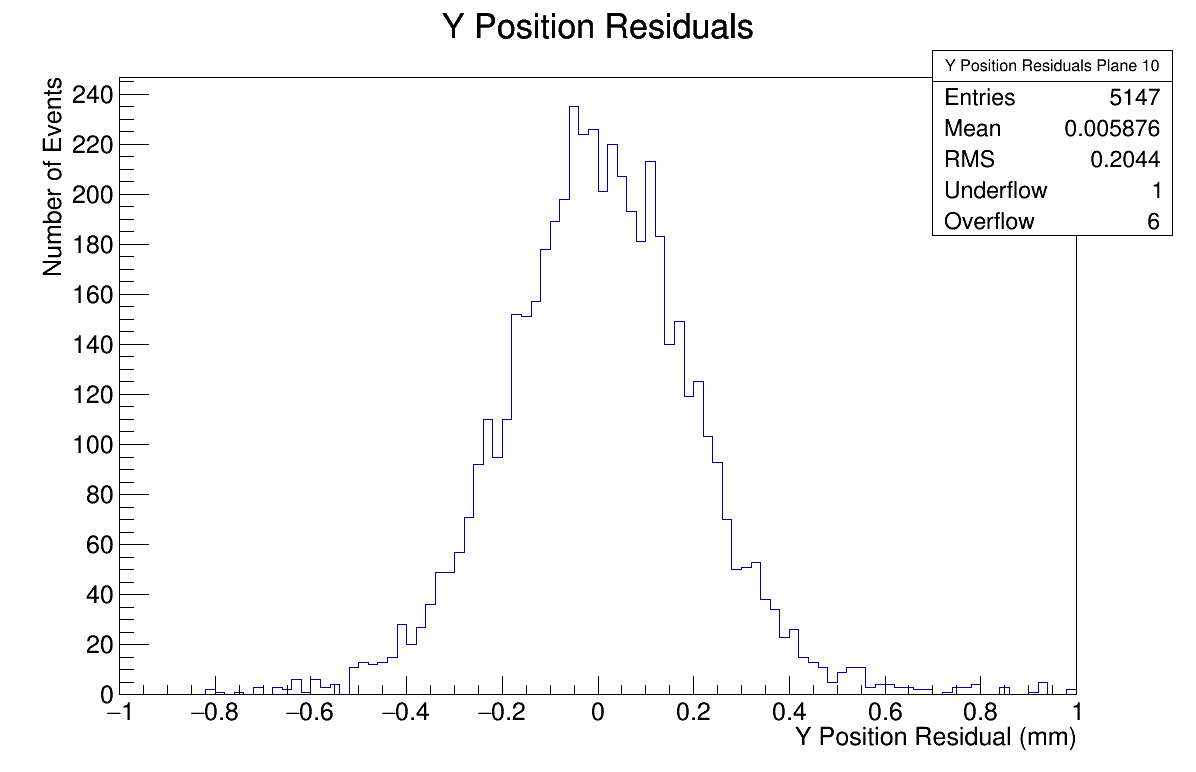 Y Position Residuals
Y Position Residuals Plane 10
Entries 5147
Mean 0.005876
RMS 0.2044
Underflow 1
Overflow 6
Number of Events
240
220
200
180
160
140
120
100
80
60
40
20
0
−1 −0.8 −0.6 −0.4 −0.2 0 0.2 0.4 0.6 0.8 1
Y Position Residual (mm)